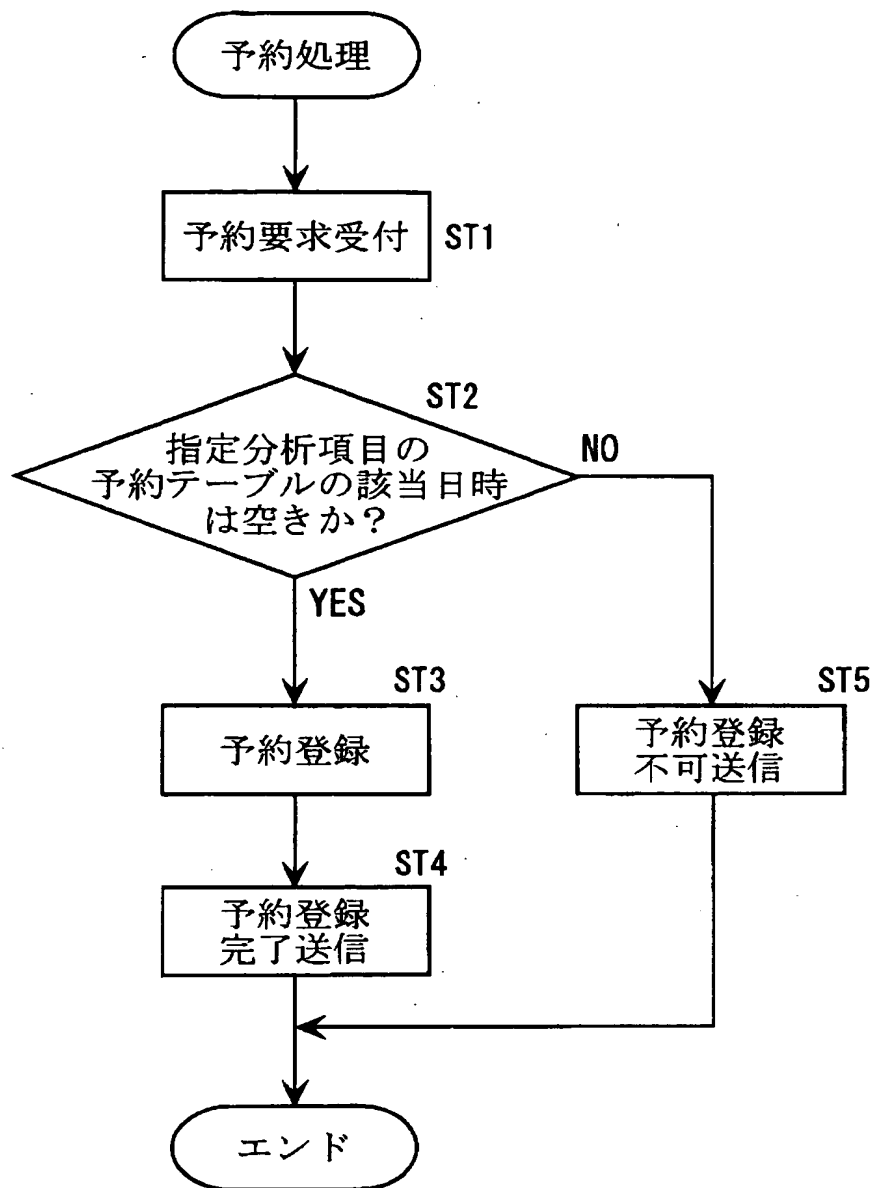 予約処理
予約要求受付
ST1
ST2
指定分析項目の
予約テーブルの該当日時
は空きか？
NO
YES
ST3
予約登録
ST5
予約登録
不可送信
ST4
予約登録
完了送信
エンド